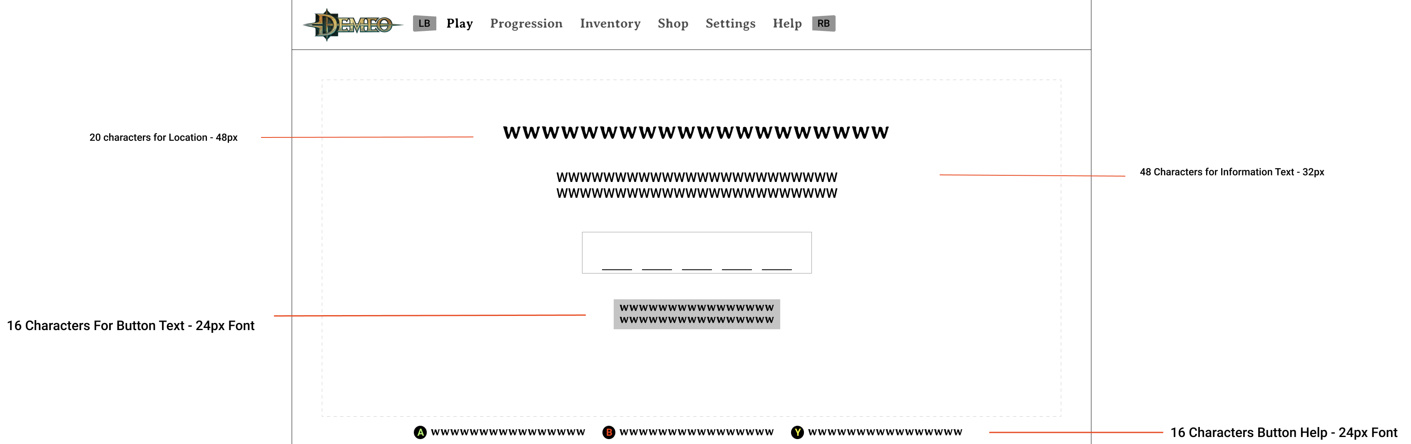 DEMEO LB Play Progression Inventory Shop Settings Help RB
20 characters for Location - 48px
wwwwwwwwwwwwwwwwwwww
48 Characters for Information Text - 32px
WWWWWWWWWWWWWWWWWWWWWWWW
WWWWWWWWWWWWWWWWWWWWWWWW
16 Characters For Button Text - 24px Font
wwwwwwwwwwwwwwww
wwwwwwwwwwwwwwww
A wwwwwwwwwwwwwwww B wwwwwwwwwwwwwwww Y wwwwwwwwwwwwwwww
16 Characters Button Help - 24px Font